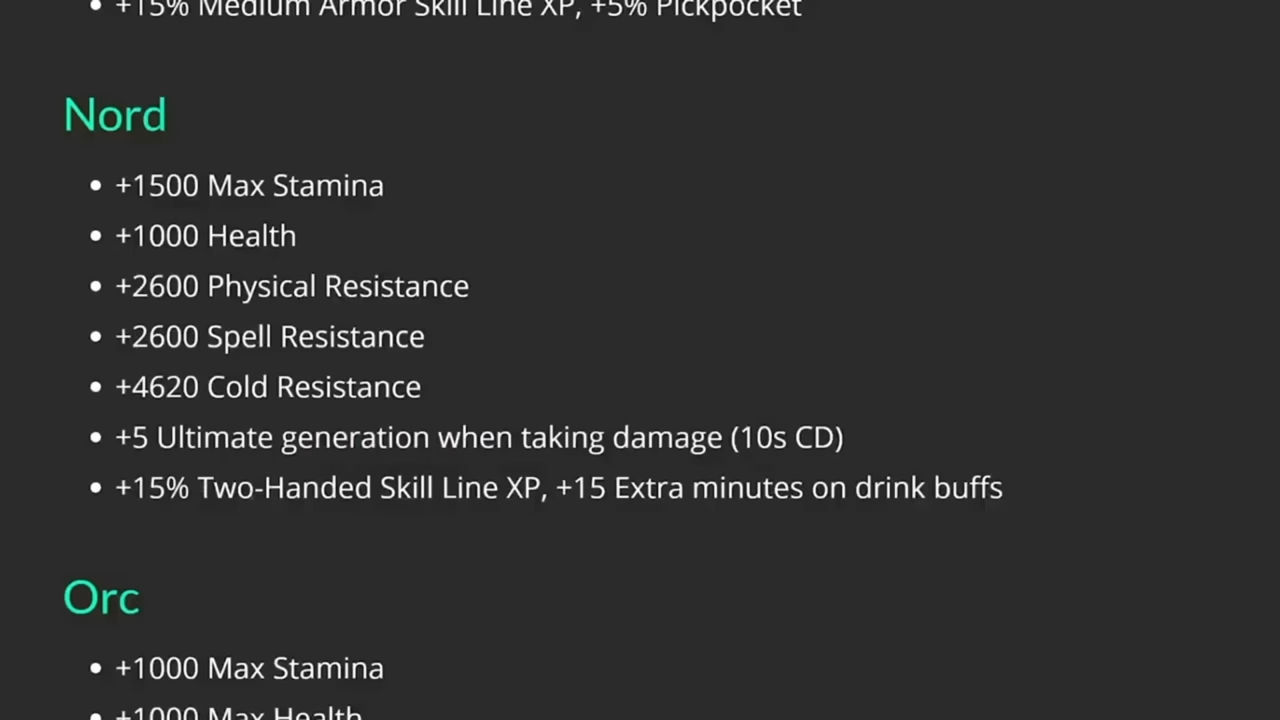 • +15% Medium Armor Skill Line XP, +5% Pickpocket
Nord
• +1500 Max Stamina
• +1000 Health
• +2600 Physical Resistance
• +2600 Spell Resistance
• +4620 Cold Resistance
• +5 Ultimate generation when taking damage (10s CD)
• +15% Two-Handed Skill Line XP, +15 Extra minutes on drink buffs
Orc
• +1000 Max Stamina
• +1000 Max Health